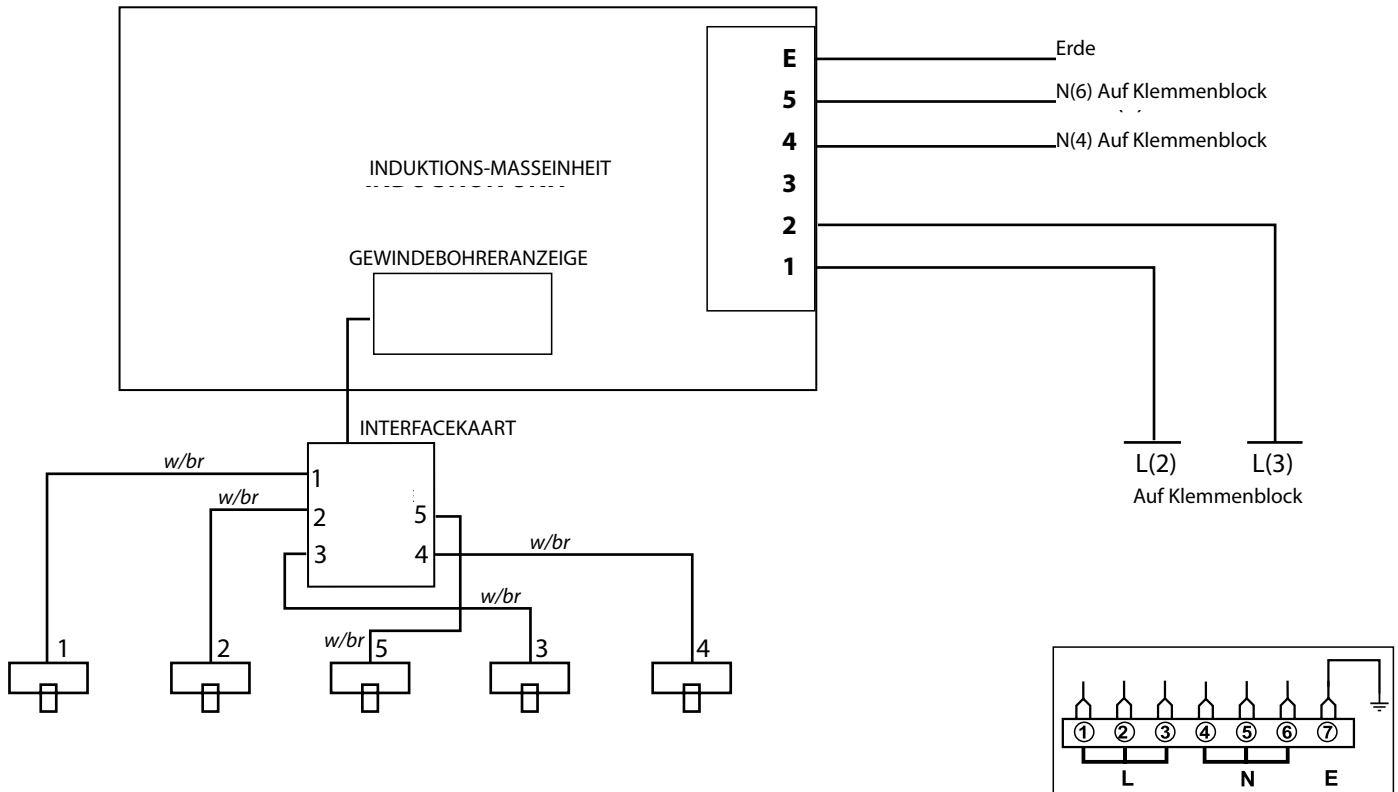 E
Erde
5
N(6) Auf Klemmenblock
4
N(4) Auf Klemmenblock
INDUKTIONS-MASSEINHEIT
3
2
GEWINDEBOHRERANZEIGE
1
INTERFACEKAART
L(2)
L(3)
Auf Klemmenblock
w/br
1
w/br
2
5
3
4
w/br
w/br
w/br
1
2
5
3
4
1 2 3 4 5 6 7
L N E